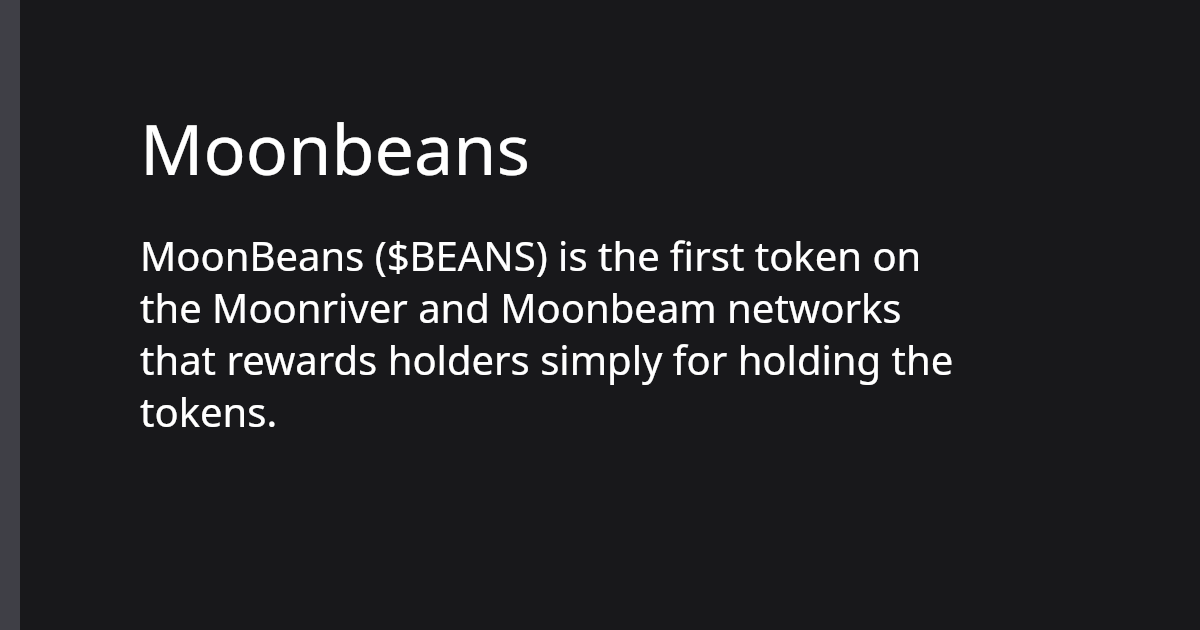 Moonbeans
MoonBeans ($BEANS) is the first token on
the Moonriver and Moonbeam networks
that rewards holders simply for holding the
tokens.